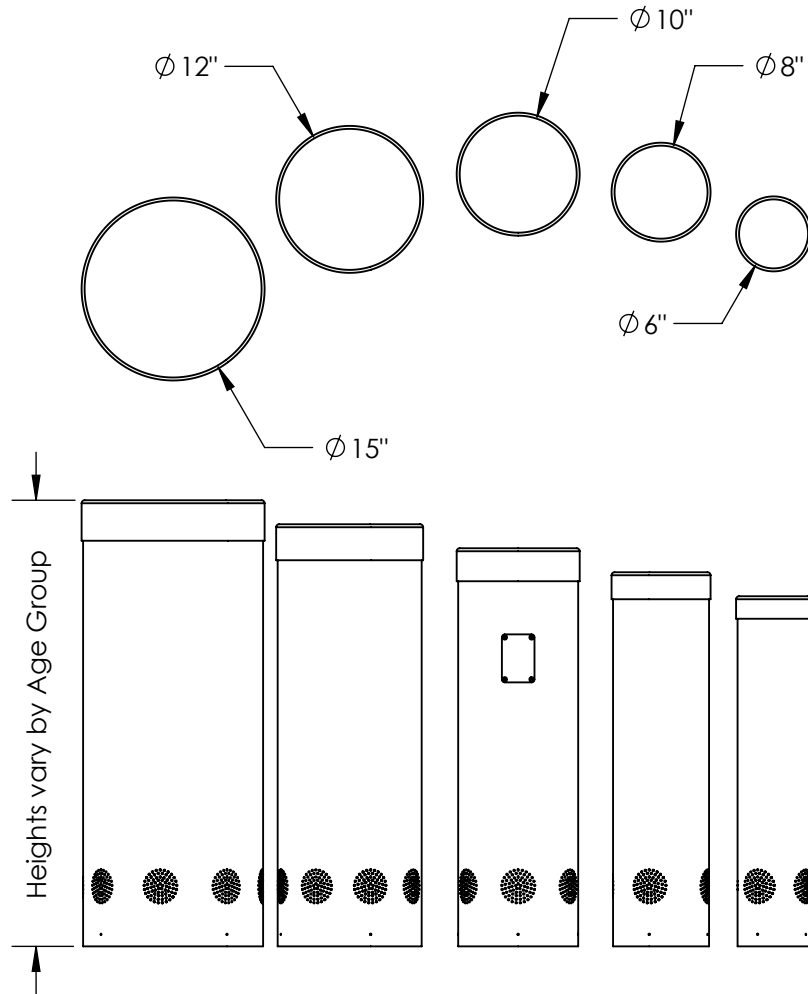 Ø 10"
Ø 12"
Ø 8"
Ø 6"
Ø 15"
Heights vary by Age Group